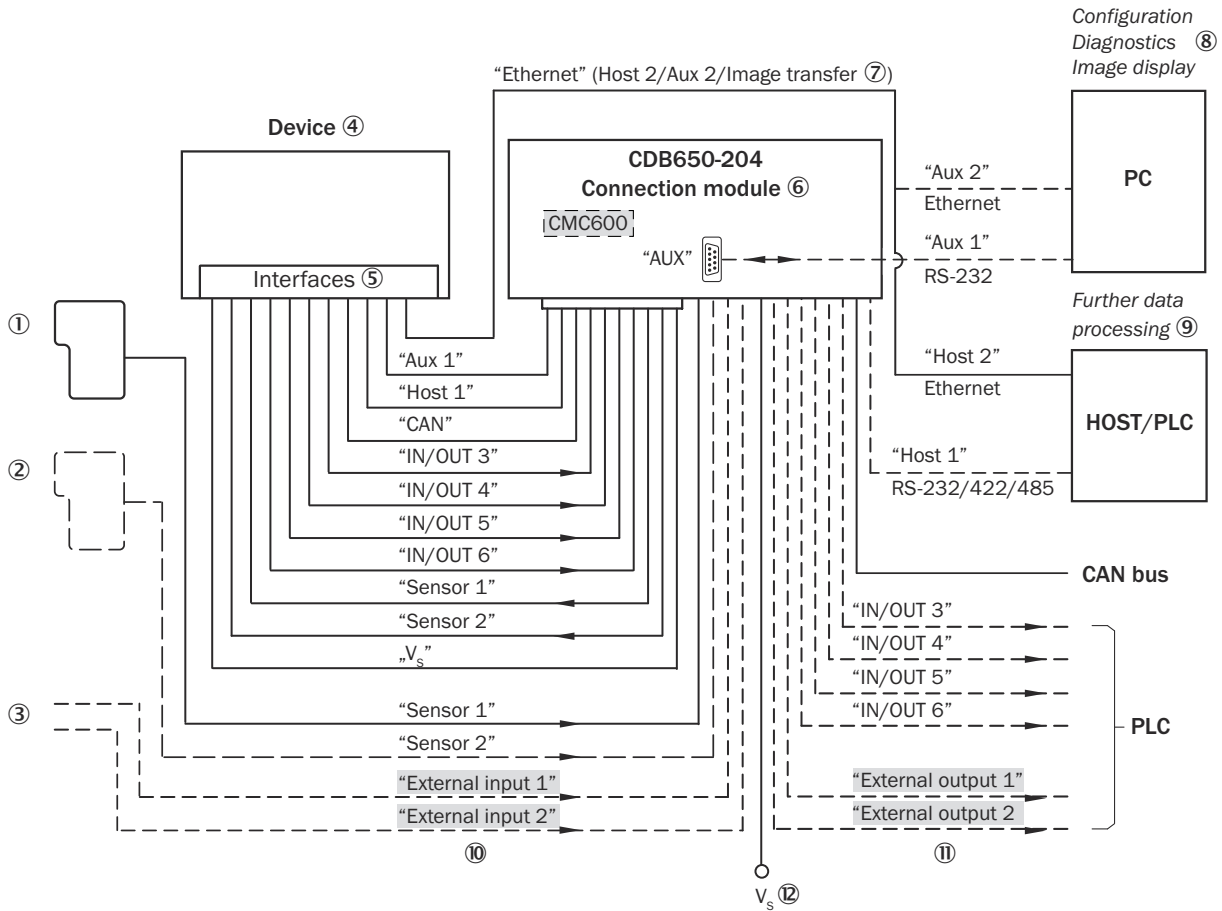 Configuration
Diagnostics ⑧
Image display
"Ethernet" (Host 2/Aux 2/Image transfer ⑦)
Device ④
CDB650-204
Connection module ⑥
CMC600
"AUX"
"Aux 2"
Ethernet
"Aux 1"
RS-232
PC
Interfaces ⑤
①
Further data
processing ⑨
"Aux 1"
"Host 2"
Ethernet
"Host 1"
"CAN"
HOST/PLC
②
"IN/OUT 3"
"Host 1"
RS-232/422/485
"IN/OUT 4"
"IN/OUT 5"
"IN/OUT 6"
CAN bus
"Sensor 1"
"IN/OUT 3"
"Sensor 2"
"IN/OUT 4"
„Vs"
"IN/OUT 5"
③
"Sensor 1"
"IN/OUT 6"
PLC
"Sensor 2"
"External input 1"
"External output 1"
"External input 2"
"External output 2
⑩
⑪
Vs ⑫